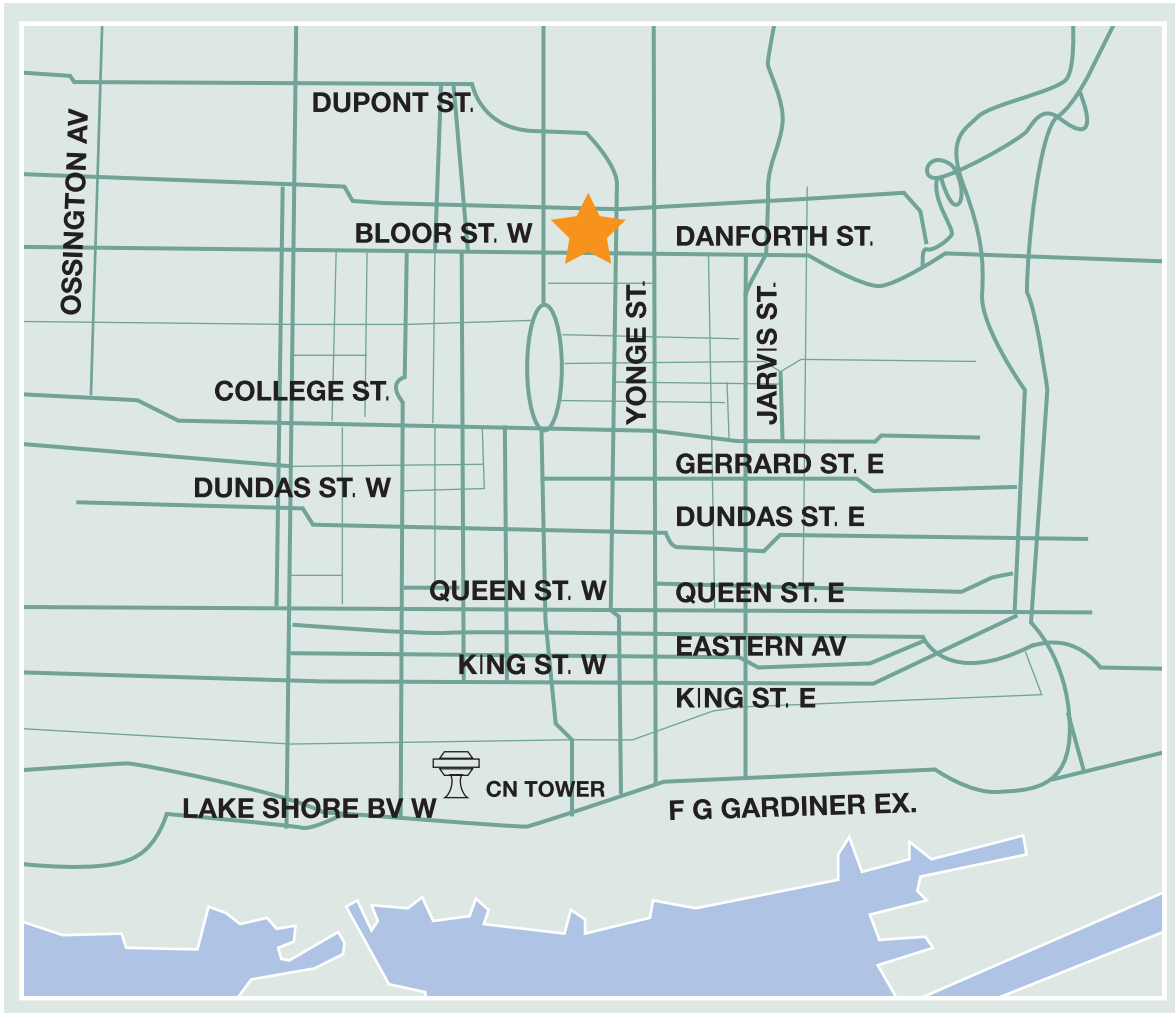 DUPONT ST.
OSSINGTON AV
BLOOR ST. W
DANFORTH ST.
YONGE ST.
JARVIS ST.
COLLEGE ST.
GERRARD ST. E
DUNDAS ST. W
DUNDAS ST. E
QUEEN ST. W
QUEEN ST. E
EASTERN AV
KING ST. W
KING ST. E
CN TOWER
LAKE SHORE BV W
F G GARDINER EX.